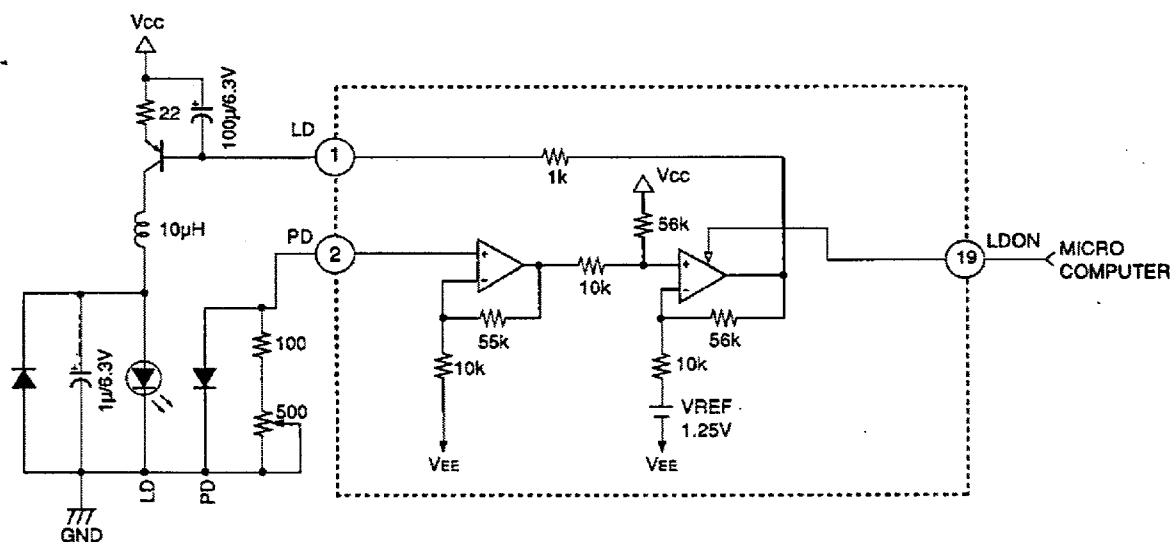 Vcc
22
100μ/6.3V
LD
1
1k
Vcc
56k
10μH
PD
2
10k
19
LDON
MICRO
COMPUTER
55k
56k
10k
10k
100
500
1μ/6.3V
VREF
1.25V
VEE
VEE
LD
PD
GND